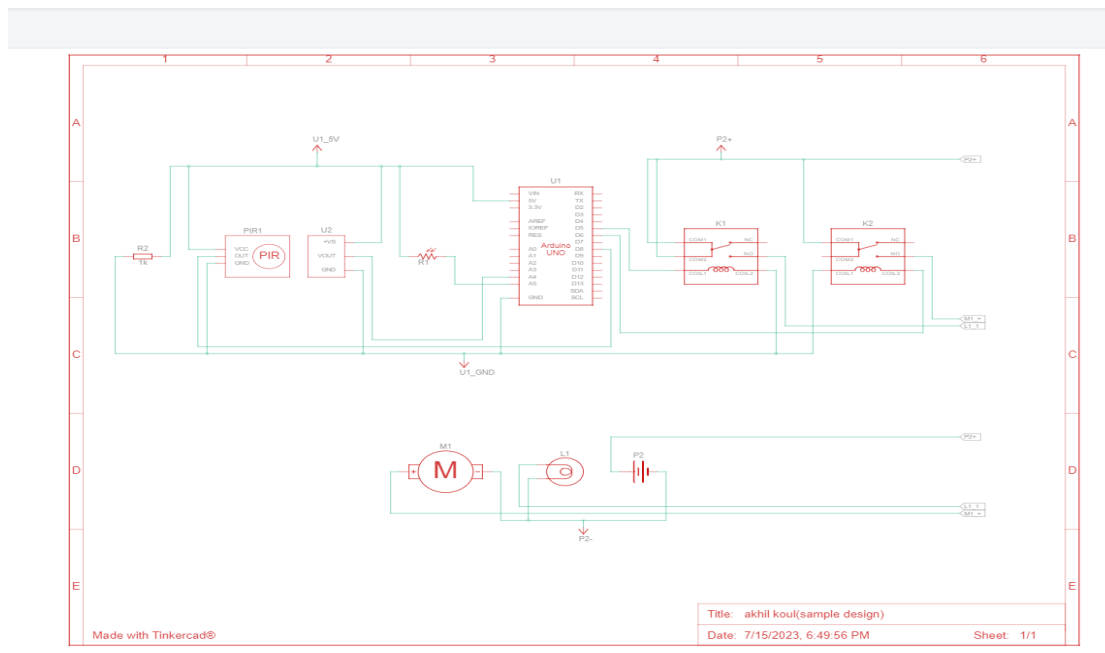 1 2 3 4 5 6
A A
U1_5V P2+
P2+
U1
VIN RX
5V TX
3.3V D2
D3
AREF D4
IOREF D5
RES D6
D7
A0 D8
A1 D9
A2 D10
A3 D11
A4 D12
A5 D13
SDA
GND SCL
Arduino
UNO
B B
R2
1k
PIR1
VCC
OUT
GND
PIR
U2
+VS
VOUT
GND
R1
K1
COM1 NC
NO
COM2
COIL1 COIL2
K2
COM1 NC
NO
COM2
COIL1 COIL2
M1_+
L1_1
C C
U1_GND
P2+
M1
+ M -
L1
P2
D D
L1_1
M1_+
P2-
E E
Title: akhil koul(sample design)
Made with Tinkercad®
Date: 7/15/2023, 6:49:56 PM Sheet: 1/1